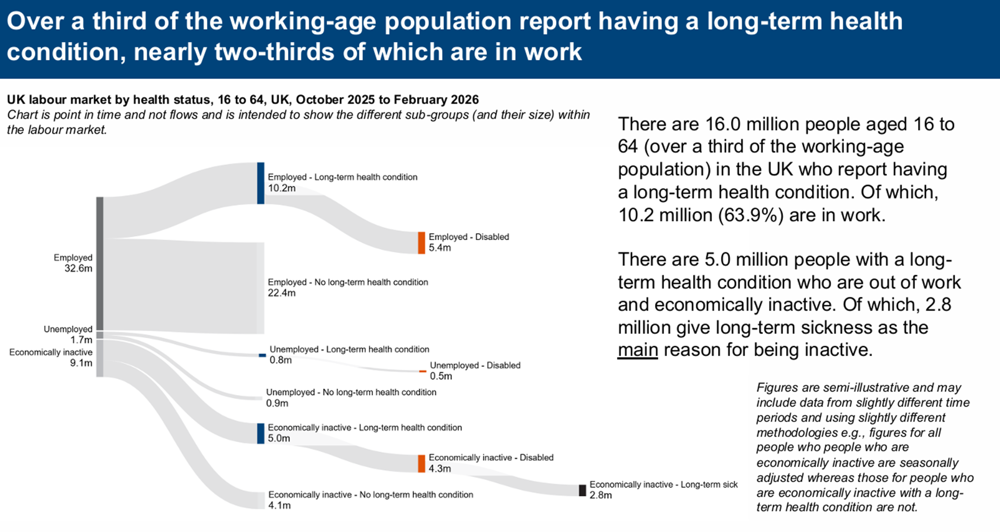 Over a third of the working-age population report having a long-term health
condition, nearly two-thirds of which are in work
UK labour market by health status, 16 to 64, UK, October 2025 to February 2026
Chart is point in time and not flows and is intended to show the different sub-groups (and their size) within
the labour market.
Employed
32.6m
Unemployed
1.7m
Economically inactive
9.1m
Employed - Long-term health condition
10.2m
Employed - Disabled
5.4m
Employed - No long-term health condition
22.4m
Unemployed - Long-term health condition
0.8m
Unemployed - Disabled
0.5m
Unemployed - No long-term health condition
0.9m
Economically inactive - Long-term health condition
5.0m
Economically inactive - Disabled
4.3m
Economically inactive - Long-term sick
2.8m
Economically inactive - No long-term health condition
4.1m
There are 16.0 million people aged 16 to
64 (over a third of the working-age
population) in the UK who report having
a long-term health condition. Of which,
10.2 million (63.9%) are in work.
There are 5.0 million people with a long-
term health condition who are out of work
and economically inactive. Of which, 2.8
million give long-term sickness as the
main reason for being inactive.
Figures are semi-illustrative and may
include data from slightly different time
periods and using slightly different
methodologies e.g., figures for all
people who people who are
economically inactive are seasonally
adjusted whereas those for people who
are economically inactive with a long-
term health condition are not.